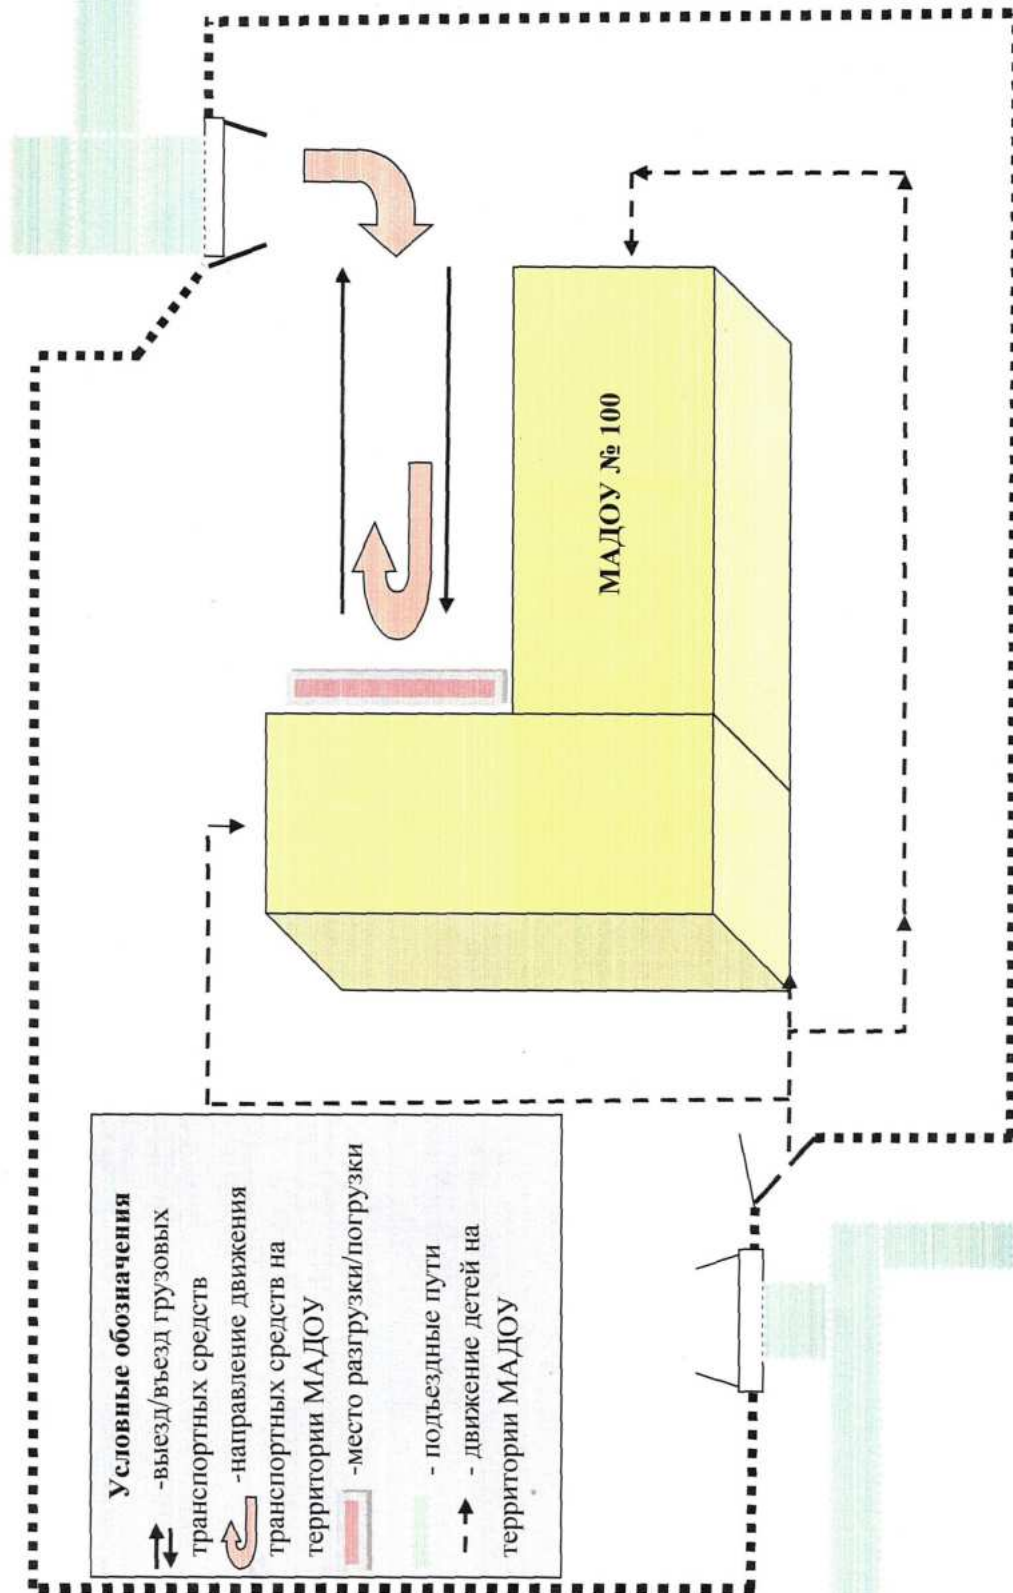 Условные обозначения
-выезд/въезд грузовых
транспортных средств
-направление движения
транспортных средств на
территории МАДОУ
-место разгрузки/погрузки
- подъездные пути
- движение детей на
территории МАДОУ
МАДОУ № 100